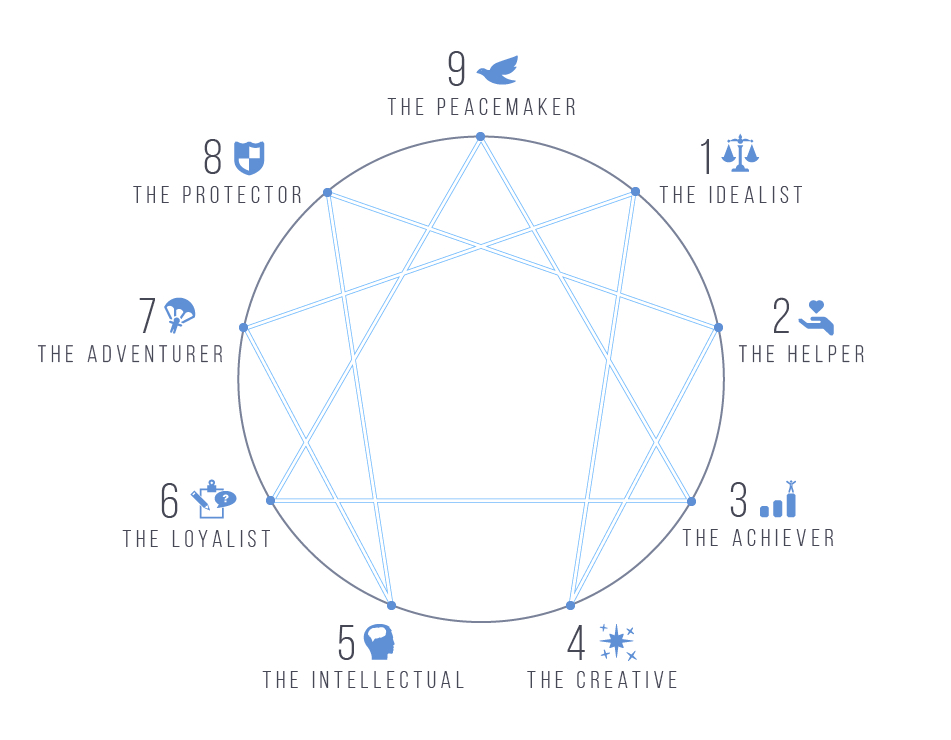 9
THE PEACEMAKER
8
THE PROTECTOR
1
THE IDEALIST
7
THE ADVENTURER
2
THE HELPER
6
?
THE LOYALIST
3
THE ACHIEVER
5
THE INTELLECTUAL
4
THE CREATIVE